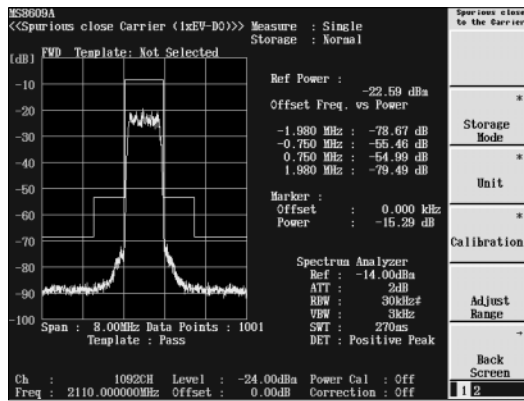 MS8609A
<<Spurious close Carrier (1xEV-DO)>> Measure : Single
Storage : Normal
FWD Template: Not Selected
[dB]
-10
-20
-30
-40
-50
-60
-70
-80
-90
-100
Span : 8.00MHz Data Points : 1001
Template : Pass
Ref Power :
-22.59 dBm
Offset Freq. vs Power
-1.980 MHz : -78.67 dB
-0.750 MHz : -55.46 dB
0.750 MHz : -54.99 dB
1.980 MHz : -79.49 dB
Marker :
Offset : 0.000 kHz
Power : -15.29 dB
Spectrum Analyzer
Ref : -14.00dBm
ATT : 2dB
RBW : 30kHz#
VBW : 3kHz
SWT : 270ms
DET : Positive Peak
Ch : 1092CH Level : -24.00dBm Power Cal : Off
Freq : 2110.000000MHz Offset : 0.00dB Correction : Off
Spurious close
to the Carrier
*
Storage
Mode
*
Unit
*
Calibration
Adjust
Range
→
Back
Screen
1 2